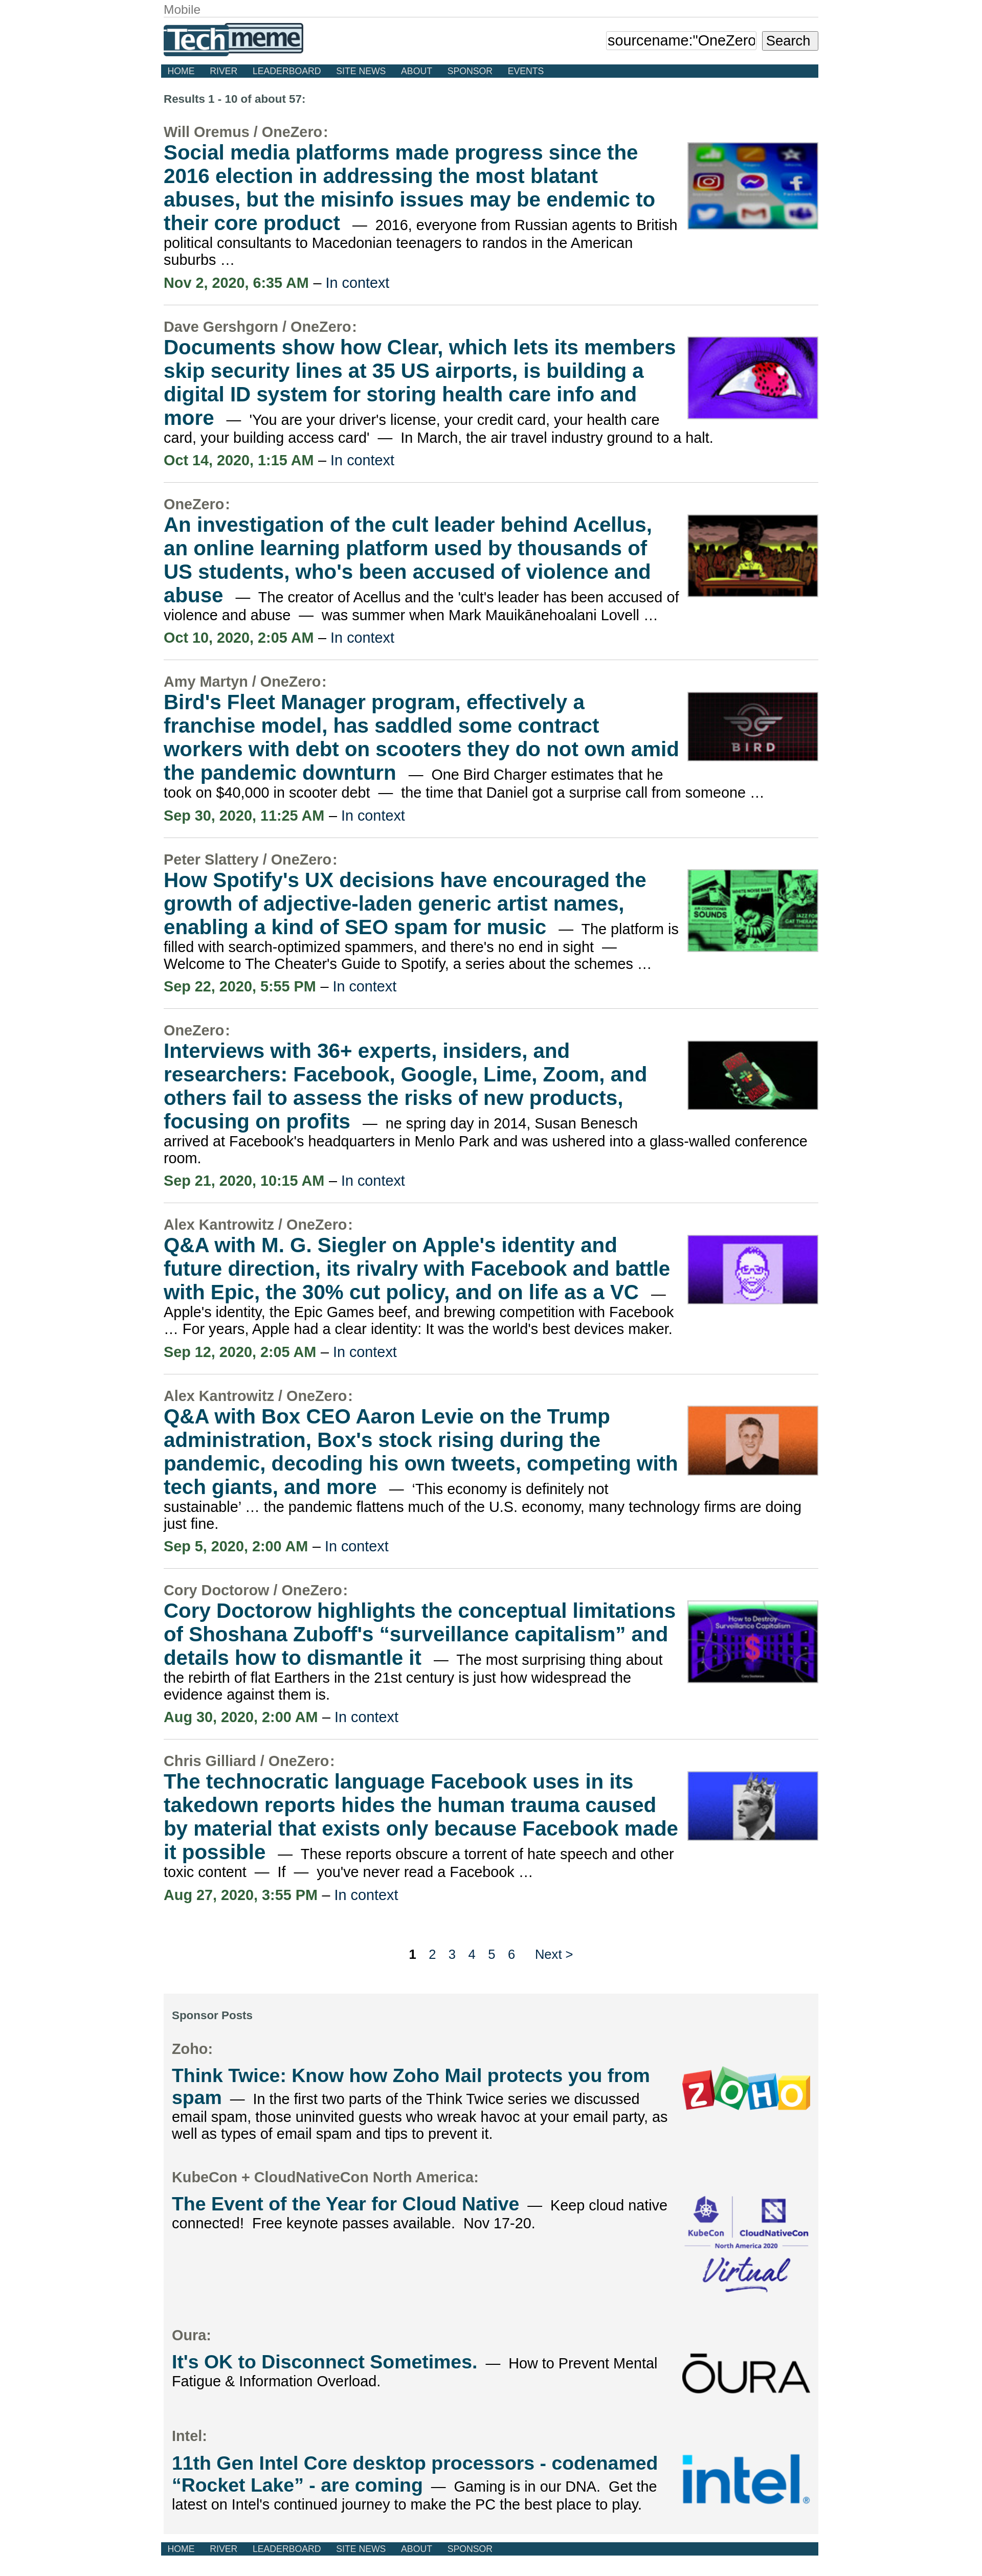 Mobile
Techmeme
sourcename:"OneZero
Search
HOME RIVER LEADERBOARD SITE NEWS ABOUT SPONSOR EVENTS
Results 1 - 10 of about 57:
Will Oremus / OneZero:
Social media platforms made progress since the
2016 election in addressing the most blatant
abuses, but the misinfo issues may be endemic to
their core product — 2016, everyone from Russian agents to British
political consultants to Macedonian teenagers to randos in the American
suburbs …
Nov 2, 2020, 6:35 AM – In context
Dave Gershgorn / OneZero:
Documents show how Clear, which lets its members
skip security lines at 35 US airports, is building a
digital ID system for storing health care info and
more — 'You are your driver's license, your credit card, your health care
card, your building access card' — In March, the air travel industry ground to a halt.
Oct 14, 2020, 1:15 AM – In context
OneZero:
An investigation of the cult leader behind Acellus,
an online learning platform used by thousands of
US students, who's been accused of violence and
abuse — The creator of Acellus and the 'cult's leader has been accused of
violence and abuse — was summer when Mark Mauikānehoalani Lovell …
Oct 10, 2020, 2:05 AM – In context
Amy Martyn / OneZero:
Bird's Fleet Manager program, effectively a
franchise model, has saddled some contract
workers with debt on scooters they do not own amid
the pandemic downturn — One Bird Charger estimates that he
took on $40,000 in scooter debt — the time that Daniel got a surprise call from someone …
BIRD
Sep 30, 2020, 11:25 AM – In context
Peter Slattery / OneZero:
How Spotify's UX decisions have encouraged the
growth of adjective-laden generic artist names,
enabling a kind of SEO spam for music — The platform is
filled with search-optimized spammers, and there's no end in sight —
Welcome to The Cheater's Guide to Spotify, a series about the schemes …
AIR CONDITIONER
SOUNDS
WHITE NOISE BABY
JAZZ FOR
CAT THERAPY
Sep 22, 2020, 5:55 PM – In context
OneZero:
Interviews with 36+ experts, insiders, and
researchers: Facebook, Google, Lime, Zoom, and
others fail to assess the risks of new products,
focusing on profits — ne spring day in 2014, Susan Benesch
arrived at Facebook's headquarters in Menlo Park and was ushered into a glass-walled conference
room.
Sep 21, 2020, 10:15 AM – In context
Alex Kantrowitz / OneZero:
Q&A with M. G. Siegler on Apple's identity and
future direction, its rivalry with Facebook and battle
with Epic, the 30% cut policy, and on life as a VC —
Apple's identity, the Epic Games beef, and brewing competition with Facebook
… For years, Apple had a clear identity: It was the world's best devices maker.
Sep 12, 2020, 2:05 AM – In context
Alex Kantrowitz / OneZero:
Q&A with Box CEO Aaron Levie on the Trump
administration, Box's stock rising during the
pandemic, decoding his own tweets, competing with
tech giants, and more — ‘This economy is definitely not
sustainable’ … the pandemic flattens much of the U.S. economy, many technology firms are doing
just fine.
Sep 5, 2020, 2:00 AM – In context
Cory Doctorow / OneZero:
Cory Doctorow highlights the conceptual limitations
of Shoshana Zuboff's “surveillance capitalism” and
details how to dismantle it — The most surprising thing about
the rebirth of flat Earthers in the 21st century is just how widespread the
evidence against them is.
How to Destroy
Surveillance Capitalism
$
Aug 30, 2020, 2:00 AM – In context
Chris Gilliard / OneZero:
The technocratic language Facebook uses in its
takedown reports hides the human trauma caused
by material that exists only because Facebook made
it possible — These reports obscure a torrent of hate speech and other
toxic content — If — you've never read a Facebook …
Aug 27, 2020, 3:55 PM – In context
1 2 3 4 5 6 Next >
Sponsor Posts
Zoho:
Think Twice: Know how Zoho Mail protects you from
spam — In the first two parts of the Think Twice series we discussed
email spam, those uninvited guests who wreak havoc at your email party, as
well as types of email spam and tips to prevent it.
ZOHO
KubeCon + CloudNativeCon North America:
The Event of the Year for Cloud Native — Keep cloud native
connected! Free keynote passes available. Nov 17-20.
KubeCon CloudNativeCon
North America 2020
Virtual
Oura:
It's OK to Disconnect Sometimes. — How to Prevent Mental
Fatigue & Information Overload.
ŌURA
Intel:
11th Gen Intel Core desktop processors - codenamed
“Rocket Lake” - are coming — Gaming is in our DNA. Get the
latest on Intel's continued journey to make the PC the best place to play.
intel®
HOME RIVER LEADERBOARD SITE NEWS ABOUT SPONSOR